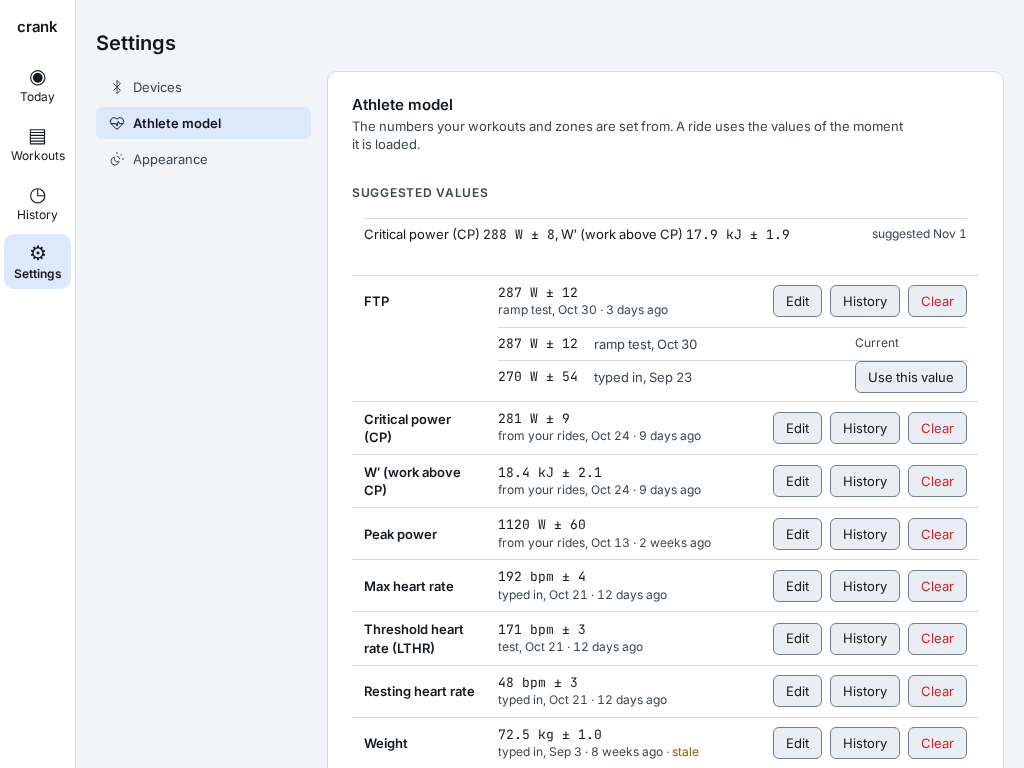 crank
Today
Workouts
History
Settings
Settings
Devices
Athlete model
Appearance
Athlete model
The numbers your workouts and zones are set from. A ride uses the values of the moment
it is loaded.
SUGGESTED VALUES
Critical power (CP) 288 W ± 8, W′ (work above CP) 17.9 kJ ± 1.9 suggested Nov 1
FTP
287 W ± 12
ramp test, Oct 30 · 3 days ago
Edit History Clear
287 W ± 12 ramp test, Oct 30 Current
270 W ± 54 typed in, Sep 23 Use this value
Critical power
(CP)
281 W ± 9
from your rides, Oct 24 · 9 days ago
Edit History Clear
W′ (work above
CP)
18.4 kJ ± 2.1
from your rides, Oct 24 · 9 days ago
Edit History Clear
Peak power
1120 W ± 60
from your rides, Oct 13 · 2 weeks ago
Edit History Clear
Max heart rate
192 bpm ± 4
typed in, Oct 21 · 12 days ago
Edit History Clear
Threshold heart
rate (LTHR)
171 bpm ± 3
test, Oct 21 · 12 days ago
Edit History Clear
Resting heart rate
48 bpm ± 3
typed in, Oct 21 · 12 days ago
Edit History Clear
Weight
72.5 kg ± 1.0
typed in, Sep 3 · 8 weeks ago · stale
Edit History Clear